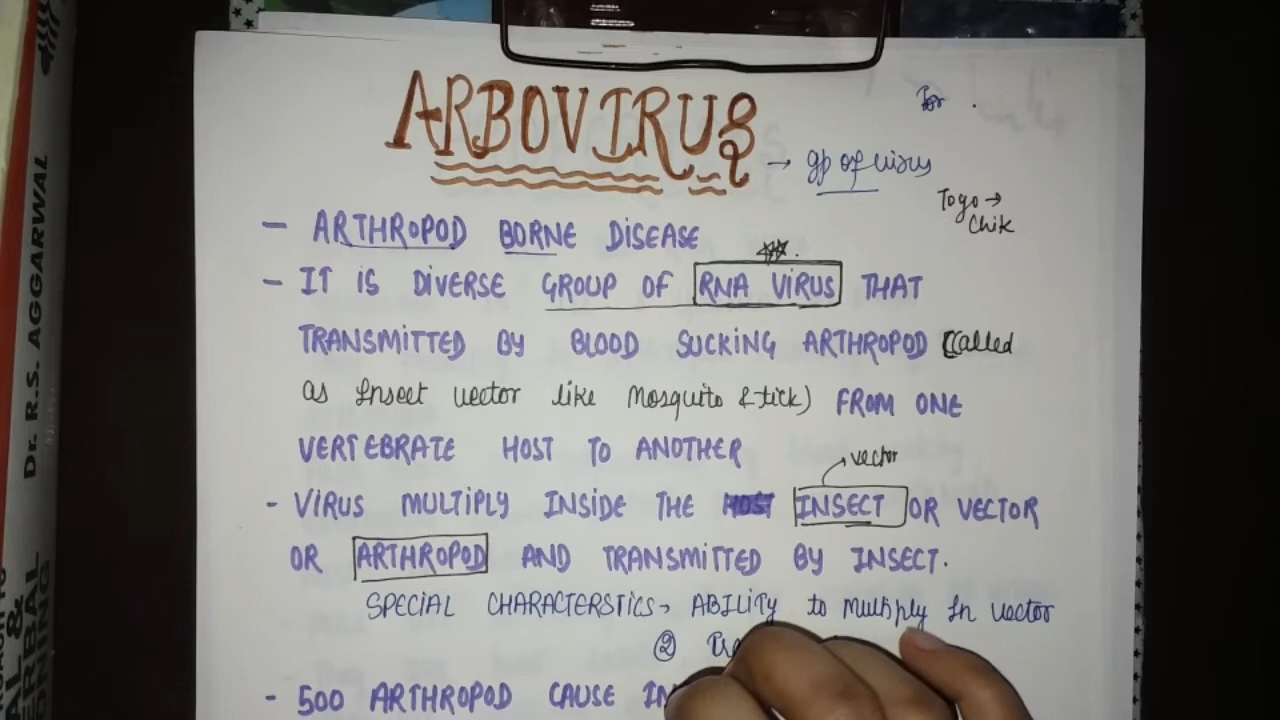 ARBOVIRUS
→ gp of virus
Togo →
Chik
- ARTHROPOD BORNE DISEASE
- IT IS DIVERSE GROUP OF RNA VIRUS THAT
TRANSMITTED BY BLOOD SUCKING ARTHROPOD (Called
as Insect vector like Mosquito & tick) FROM ONE
VERTEBRATE HOST TO ANOTHER
vector
- VIRUS MULTIPLY INSIDE THE INSECT OR VECTOR
OR ARTHROPOD AND TRANSMITTED BY INSECT.
SPECIAL CHARACTERSTICS→ ABILITY to multiply In vector
②
- 500 ARTHROPOD CAUSE
Dr. R.S. AGGARWAL